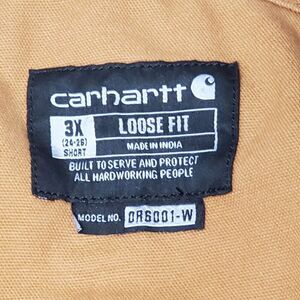 carhartt
3X
(24-26)
SHORT
LOOSE FIT
MADE IN INDIA
BUILT TO SERVE AND PROTECT
ALL HARDWORKING PEOPLE
MODEL NO. OR6001-W